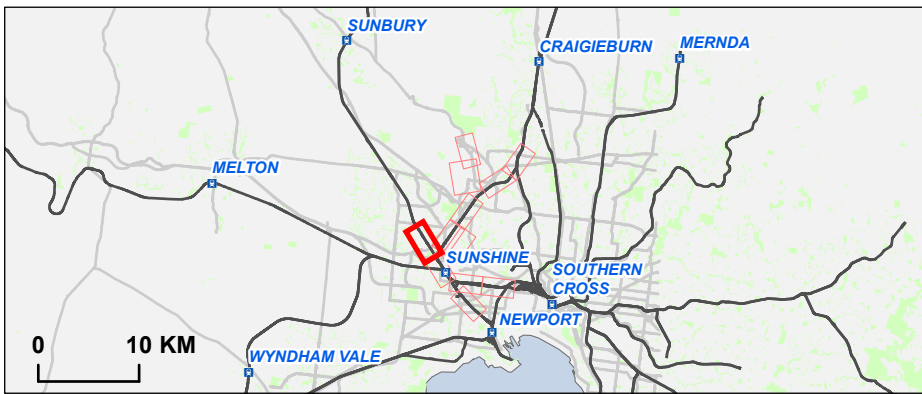 SUNBURY
CRAIGIEBURN
MERNDA
MELTON
SUNSHINE
SOUTHERN
CROSS
NEWPORT
0 10 KM
WYNDHAM VALE